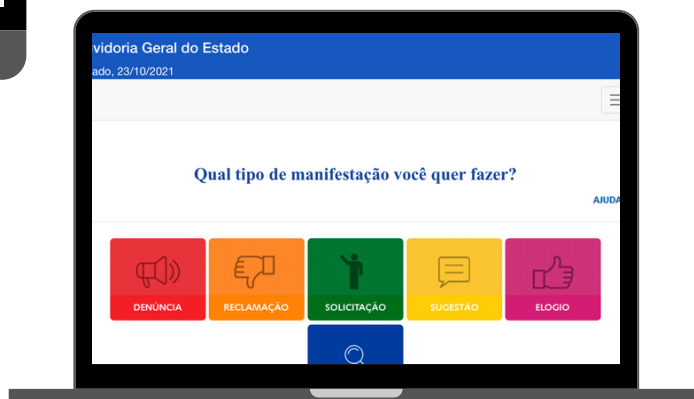 vidoria Geral do Estado
ado, 23/10/2021
Qual tipo de manifestação você quer fazer?
AJUDA
DENÚNCIA
RECLAMAÇÃO
SOLICITAÇÃO
SUGESTÃO
ELOGIO